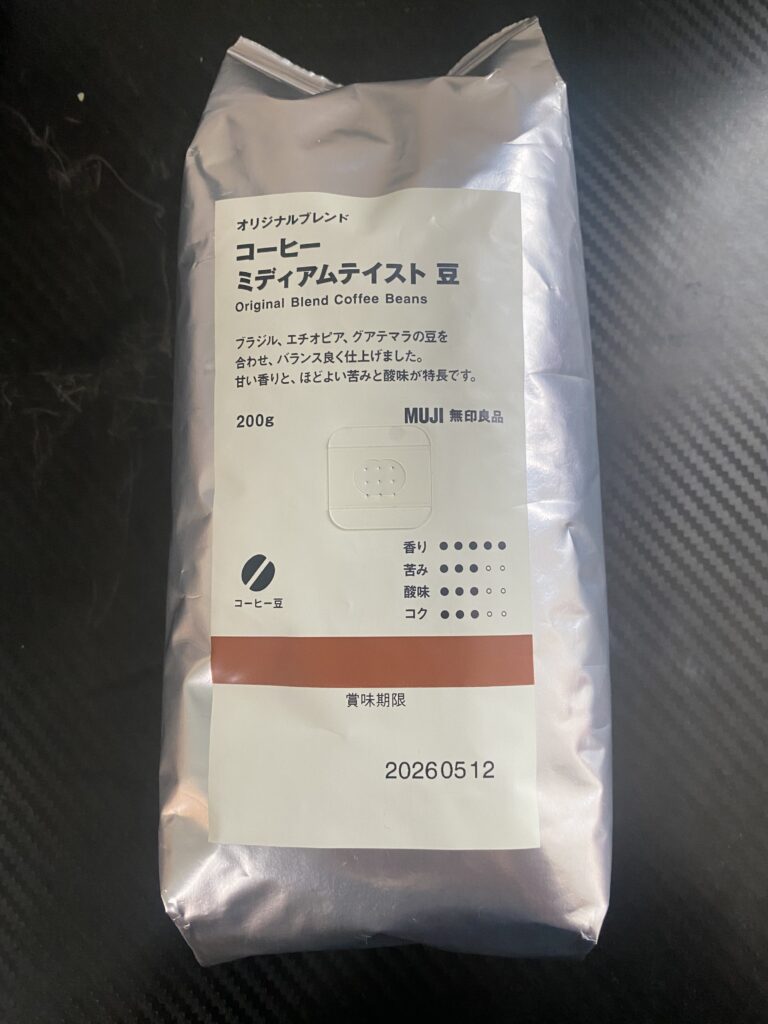 オリジナルブレンド
コーヒー
ミディアムテイスト 豆
Original Blend Coffee Beans
ブラジル、エチオピア、グアテマラの豆を
合わせ、バランス良く仕上げました。
甘い香りと、ほどよい苦みと酸味が特長です。
200g
MUJI 無印良品
香り ●●●●●
苦み ●●●○○
酸味 ●●●○○
コク ●●●○○
コーヒー豆
賞味期限
20260512